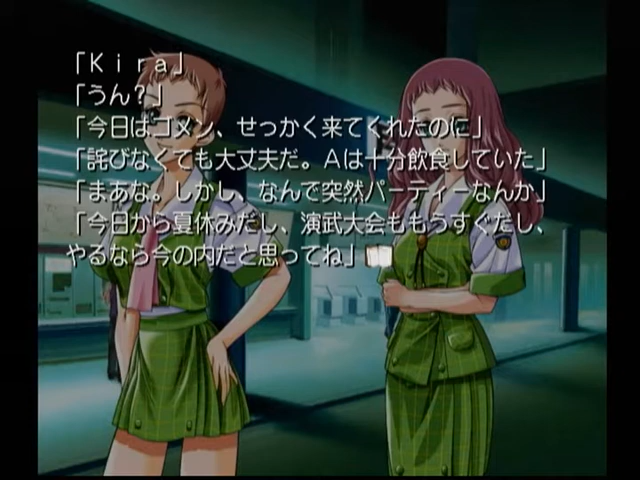 「Ｋｉｒａ」
「うん？」
「今日はゴメン、せっかく来てくれたのに」
「詫びなくても大丈夫だ。Ａは十分飲食していた」
「まあな。しかし、なんで突然パーティーなんか」
「今日から夏休みだし、演武大会ももうすぐだし、
やるなら今の内だと思ってね」